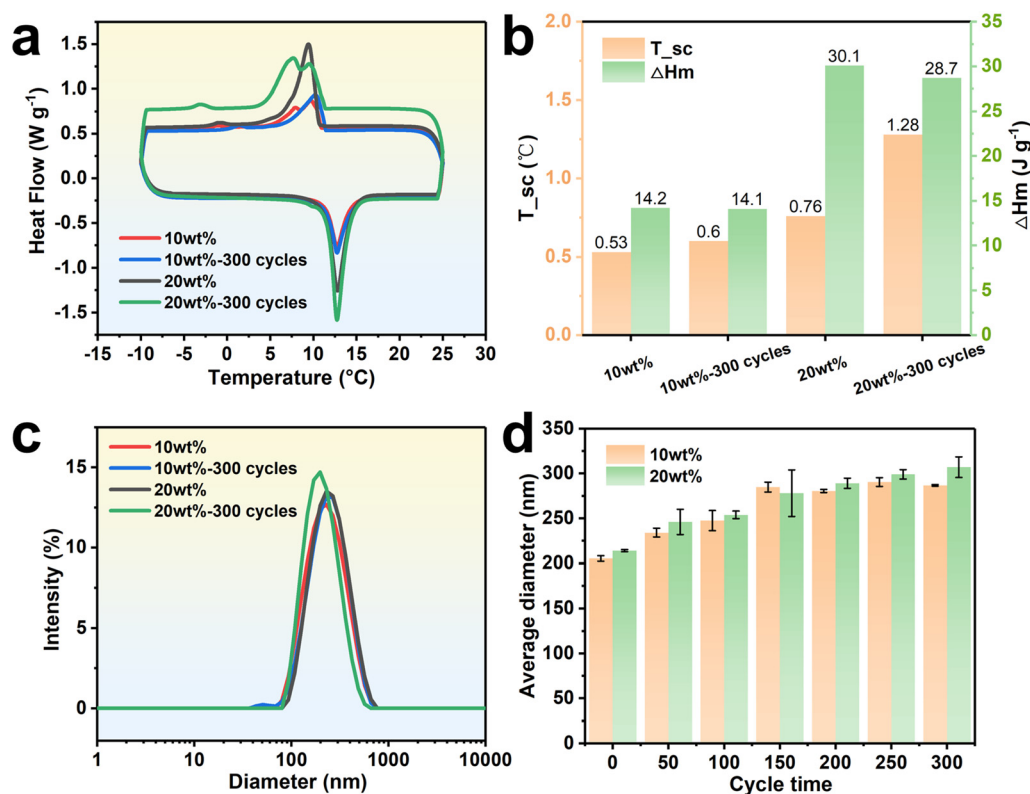 a
1.5
1.0
0.5
0.0
-0.5
-1.0
-1.5
Heat Flow (W g⁻¹)
10wt%
10wt%-300 cycles
20wt%
20wt%-300 cycles
-15 -10 -5 0 5 10 15 20 25 30
Temperature (°C)
b
2.0
1.5
1.0
0.5
0.0
T_sc (℃)
T_sc
△Hm
0.53
14.2
0.6
14.1
0.76
30.1
1.28
28.7
35
30
25
20
15
10
5
0
△Hm (J g⁻¹)
10wt%
10wt%-300 cycles
20wt%
20wt%-300 cycles
c
15
10
5
0
Intensity (%)
10wt%
10wt%-300 cycles
20wt%
20wt%-300 cycles
1 10 100 1000 10000
Diameter (nm)
d
350
300
250
200
150
100
50
0
Average diameter (nm)
10wt%
20wt%
0 50 100 150 200 250 300
Cycle time